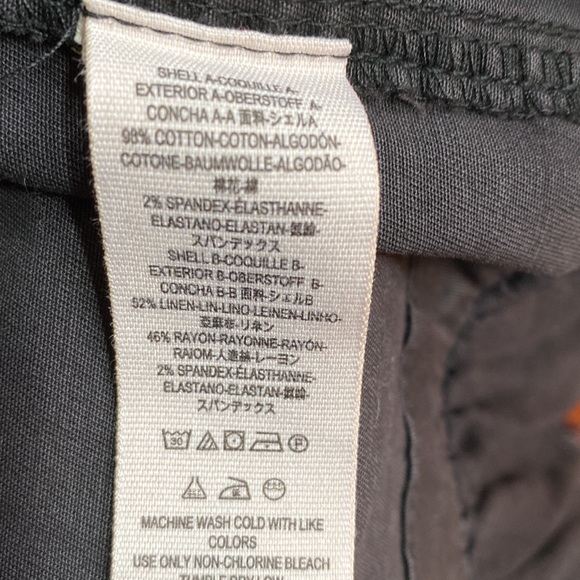 SHELL A-COQUILLE A-
EXTERIOR A-OBERSTOFF A-
CONCHA A-A 面料-シェルA
98% COTTON-COTON-ALGODÓN-
COTONE-BAUMWOLLE-ALGODÃO-
棉花-綿
2% SPANDEX-ÉLASTHANNE-
ELASTANO-ELASTAN-氨綸-
スパンデックス
SHELL B-COQUILLE B-
EXTERIOR B-OBERSTOFF B-
CONCHA B-B 面料-シェルB
52% LINEN-LIN-LINO-LEINEN-LINHO-
亞麻布-リネン
46% RAYON-RAYONNE-RAYÓN-
RAIOM-人造絲-レーヨン
2% SPANDEX-ÉLASTHANNE-
ELASTANO-ELASTAN-氨綸-
スパンデックス
30 P
MACHINE WASH COLD WITH LIKE
COLORS
USE ONLY NON-CHLORINE BLEACH
TUMBLE DRY LOW